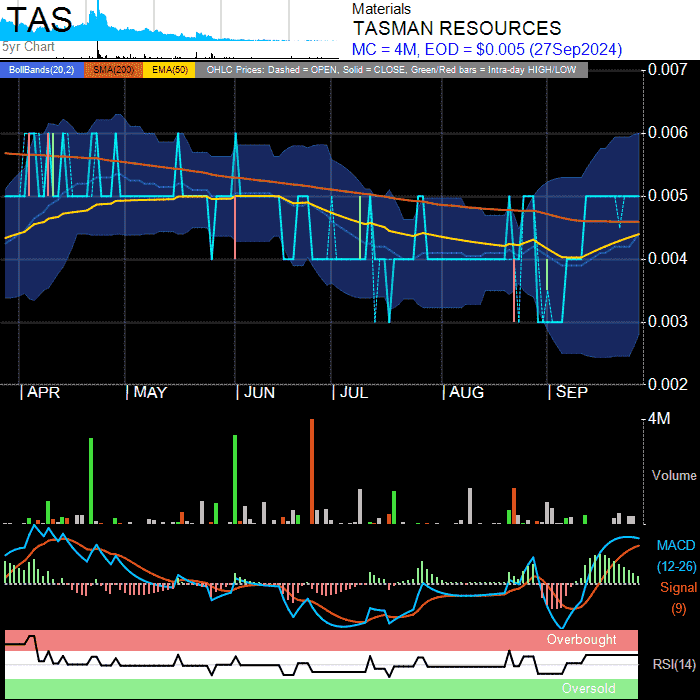 TAS
5yr Chart
Materials
TASMAN RESOURCES
MC = 4M, EOD = $0.005 (27Sep2024)
BollBands(20,2) SMA(200) EMA(50) OHLC Prices: Dashed = OPEN, Solid = CLOSE, Green/Red bars = Intra-day HIGH/LOW
0.007
0.006
0.005
0.004
0.003
0.002
APR MAY JUN JUL AUG SEP
4M
Volume
MACD
(12-26)
Signal
(9)
Overbought
RSI(14)
Oversold